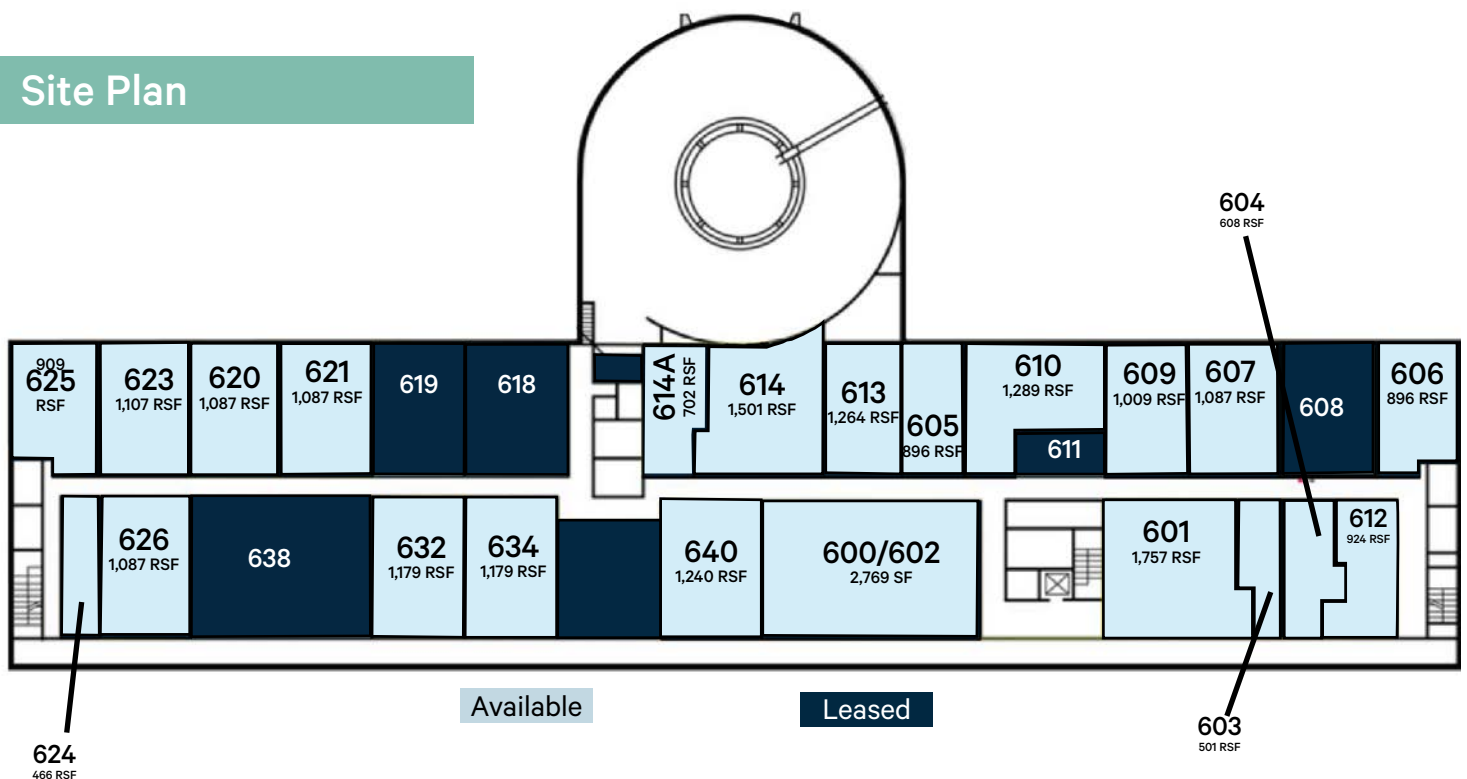 Site Plan
604
608 RSF
909
625
RSF
623
1,107 RSF
620
1,087 RSF
621
1,087 RSF
619
618
614A
702 RSF
614
1,501 RSF
613
1,264 RSF
605
896 RSF
610
1,289 RSF
611
609
1,009 RSF
607
1,087 RSF
608
606
896 RSF
626
1,087 RSF
638
632
1,179 RSF
634
1,179 RSF
640
1,240 RSF
600/602
2,769 SF
601
1,757 RSF
612
924 RSF
Available
Leased
603
501 RSF
624
466 RSF